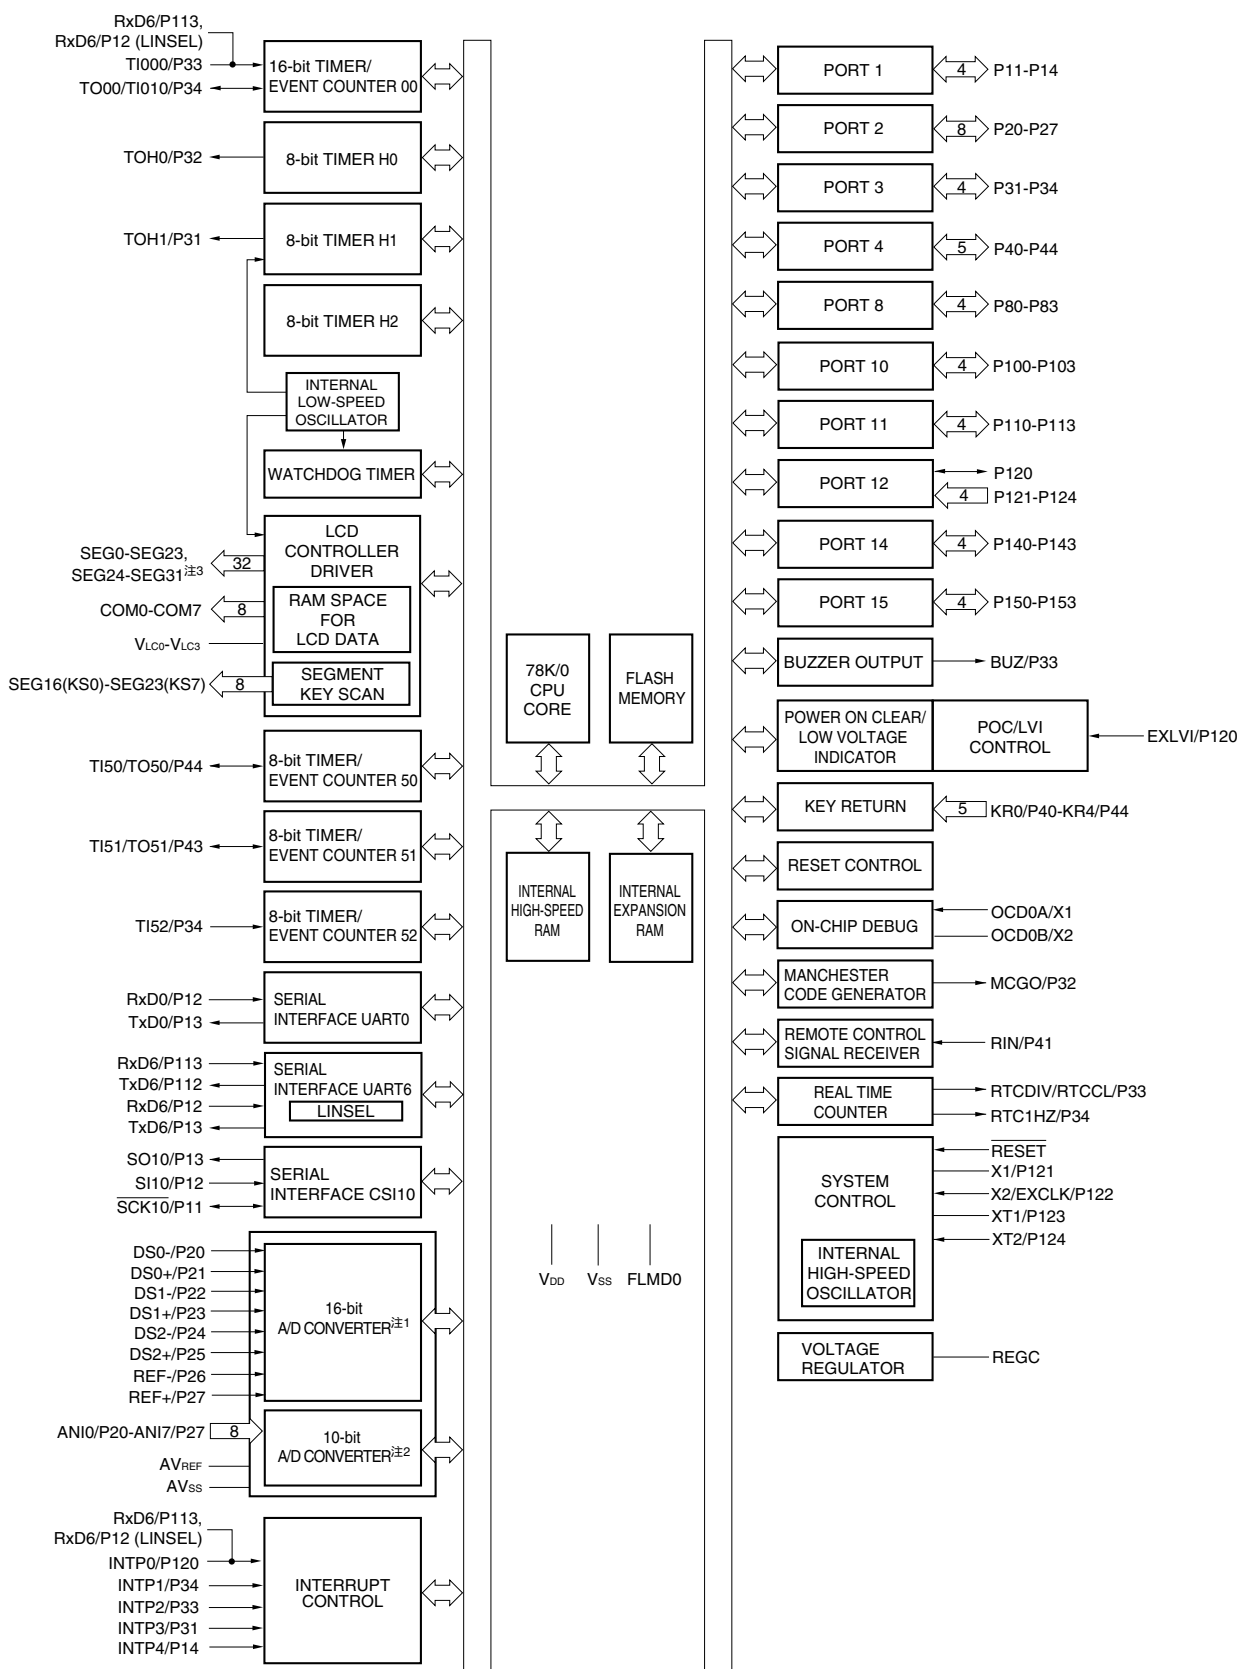 RxD6/P113,
RxD6/P12 (LINSEL)
TI000/P33
TO00/TI010/P34
16-bit TIMER/
EVENT COUNTER 00
TOH0/P32
8-bit TIMER H0
TOH1/P31
8-bit TIMER H1
8-bit TIMER H2
INTERNAL
LOW-SPEED
OSCILLATOR
WATCHDOG TIMER
SEG0-SEG23,
SEG24-SEG31注3
32
COM0-COM7
8
VLC0-VLC3
SEG16(KS0)-SEG23(KS7)
8
LCD
CONTROLLER
DRIVER
RAM SPACE
FOR
LCD DATA
SEGMENT
KEY SCAN
TI50/TO50/P44
8-bit TIMER/
EVENT COUNTER 50
TI51/TO51/P43
8-bit TIMER/
EVENT COUNTER 51
TI52/P34
8-bit TIMER/
EVENT COUNTER 52
RxD0/P12
TxD0/P13
SERIAL
INTERFACE UART0
RxD6/P113
TxD6/P112
RxD6/P12
TxD6/P13
SERIAL
INTERFACE UART6
LINSEL
SO10/P13
SI10/P12
SCK10/P11
SERIAL
INTERFACE CSI10
DS0-/P20
DS0+/P21
DS1-/P22
DS1+/P23
DS2-/P24
DS2+/P25
REF-/P26
REF+/P27
16-bit
A/D CONVERTER注1
ANI0/P20-ANI7/P27
8
AVREF
AVSS
10-bit
A/D CONVERTER注2
RxD6/P113,
RxD6/P12 (LINSEL)
INTP0/P120
INTP1/P34
INTP2/P33
INTP3/P31
INTP4/P14
INTERRUPT
CONTROL
78K/0
CPU
CORE
FLASH
MEMORY
INTERNAL
HIGH-SPEED
RAM
INTERNAL
EXPANSION
RAM
VDD
VSS
FLMD0
PORT 1
4
P11-P14
PORT 2
8
P20-P27
PORT 3
4
P31-P34
PORT 4
5
P40-P44
PORT 8
4
P80-P83
PORT 10
4
P100-P103
PORT 11
4
P110-P113
PORT 12
P120
4
P121-P124
PORT 14
4
P140-P143
PORT 15
4
P150-P153
BUZZER OUTPUT
BUZ/P33
POWER ON CLEAR/
LOW VOLTAGE
INDICATOR
POC/LVI
CONTROL
EXLVI/P120
KEY RETURN
5
KR0/P40-KR4/P44
RESET CONTROL
ON-CHIP DEBUG
OCD0A/X1
OCD0B/X2
MANCHESTER
CODE GENERATOR
MCGO/P32
REMOTE CONTROL
SIGNAL RECEIVER
RIN/P41
REAL TIME
COUNTER
RTCDIV/RTCCL/P33
RTC1HZ/P34
SYSTEM
CONTROL
INTERNAL
HIGH-SPEED
OSCILLATOR
RESET
X1/P121
X2/EXCLK/P122
XT1/P123
XT2/P124
VOLTAGE
REGULATOR
REGC